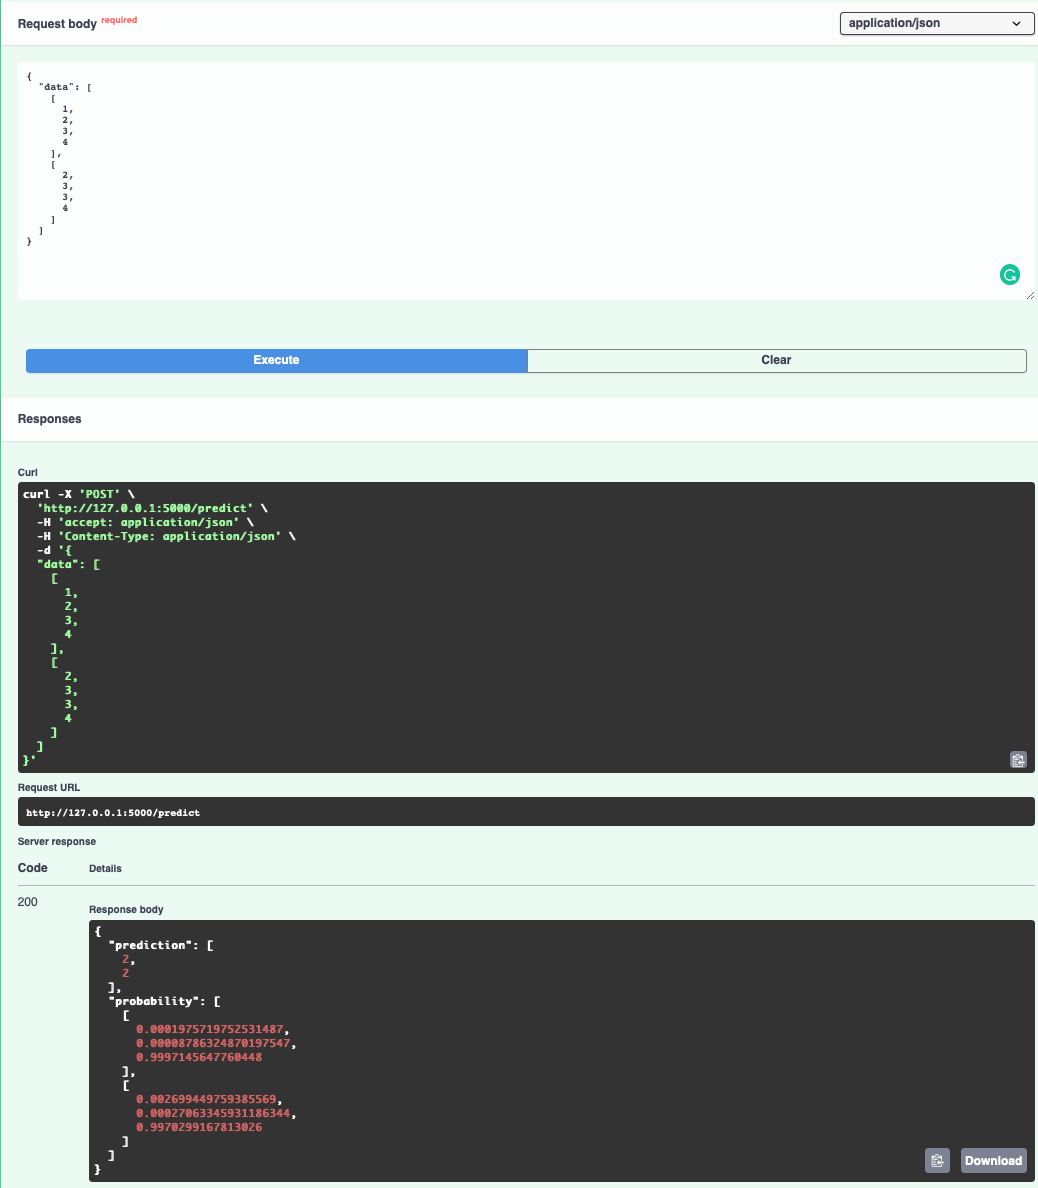 Request body required
application/json
{
  "data": [
    [
      1,
      2,
      3,
      4
    ],
    [
      2,
      3,
      3,
      4
    ]
  ]
}
Execute
Clear
Responses
Curl
curl -X 'POST' \
  'http://127.0.0.1:5000/predict' \
  -H 'accept: application/json' \
  -H 'Content-Type: application/json' \
  -d '{
  "data": [
    [
      1,
      2,
      3,
      4
    ],
    [
      2,
      3,
      3,
      4
    ]
  ]
}'
Request URL
http://127.0.0.1:5000/predict
Server response
Code Details
200
Response body
{
  "prediction": [
    2,
    2
  ],
  "probability": [
    [
      0.0001975719752531487,
      0.00008786324870197547,
      0.9997145647760448
    ],
    [
      0.002699449759385569,
      0.00027063345931186344,
      0.9970299167813026
    ]
  ]
}
Download